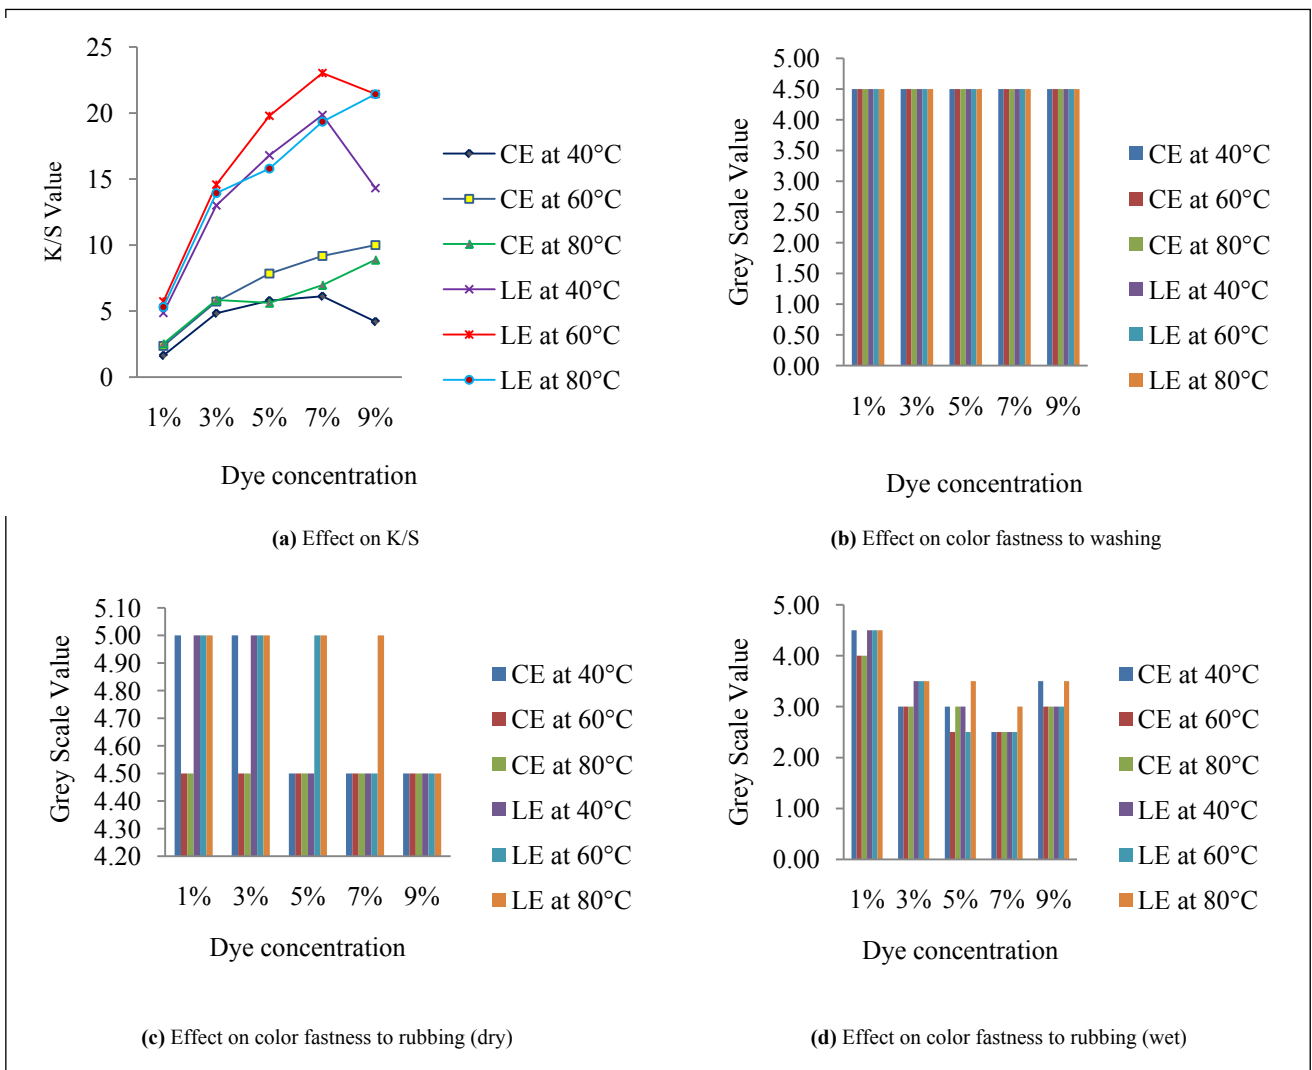 25
20
15
10
5
0
K/S Value
1% 3% 5% 7% 9%
Dye concentration
CE at 40°C
CE at 60°C
CE at 80°C
LE at 40°C
LE at 60°C
LE at 80°C
(a) Effect on K/S
5.00
4.50
4.00
3.50
3.00
2.50
2.00
1.50
1.00
0.50
0.00
Grey Scale Value
1% 3% 5% 7% 9%
Dye concentration
CE at 40°C
CE at 60°C
CE at 80°C
LE at 40°C
LE at 60°C
LE at 80°C
(b) Effect on color fastness to washing
5.10
5.00
4.90
4.80
4.70
4.60
4.50
4.40
4.30
4.20
Grey Scale Value
1% 3% 5% 7% 9%
Dye concentration
CE at 40°C
CE at 60°C
CE at 80°C
LE at 40°C
LE at 60°C
LE at 80°C
(c) Effect on color fastness to rubbing (dry)
5.00
4.00
3.00
2.00
1.00
0.00
Grey Scale Value
1% 3% 5% 7% 9%
Dye concentration
CE at 40°C
CE at 60°C
CE at 80°C
LE at 40°C
LE at 60°C
LE at 80°C
(d) Effect on color fastness to rubbing (wet)